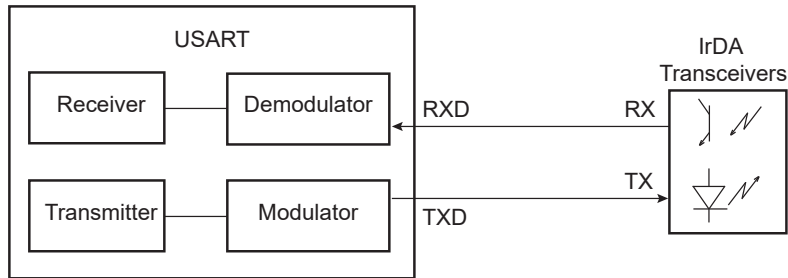 USART
IrDA
Transceivers
Receiver
Demodulator
RXD
RX
Transmitter
Modulator
TXD
TX